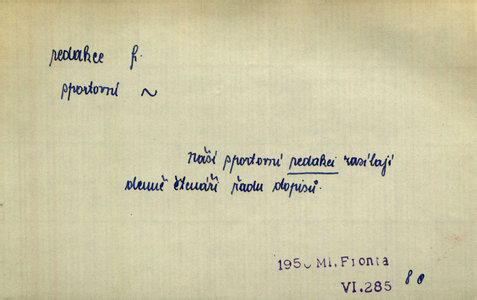 redakce f.
sportovní ~
Naší sportovní redakci zasílají
denně čtenáři řadu dopisů.
1950 Ml. Fronta
VI.285 80